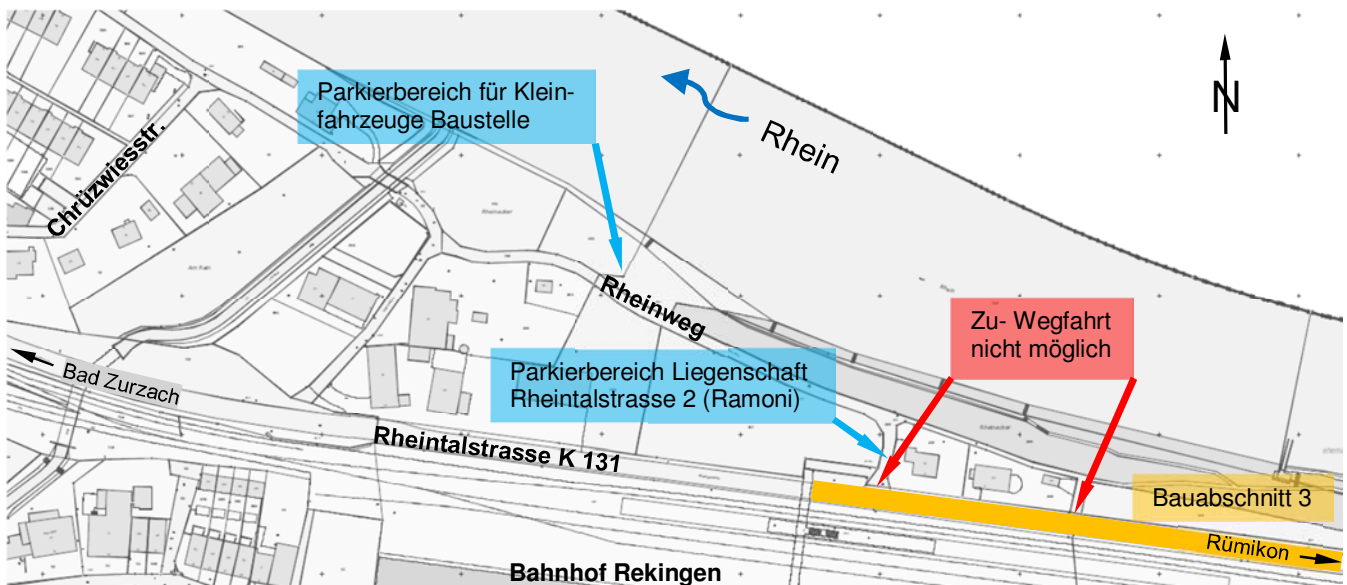 Parkierbereich für Klein-
fahrzeuge Baustelle
Rhein
N
Chrüzwiesstr.
Rheinweg
Zu- Wegfahrt
nicht möglich
Bad Zurzach
Parkierbereich Liegenschaft
Rheintalstrasse 2 (Ramoni)
Rheintalstrasse K 131
Bauabschnitt 3
Rümikon
Bahnhof Rekingen